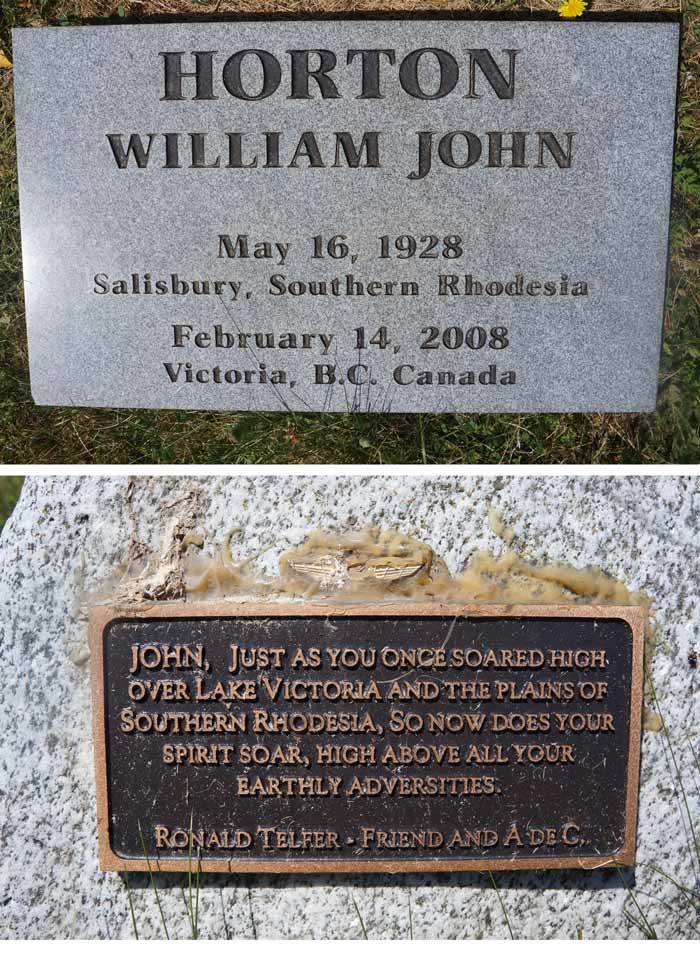 HORTON
WILLIAM JOHN
May 16, 1928
Salisbury, Southern Rhodesia
February 14, 2008
Victoria, B.C. Canada
JOHN, JUST AS YOU ONCE SOARED HIGH
OVER LAKE VICTORIA AND THE PLAINS OF
SOUTHERN RHODESIA, SO NOW DOES YOUR
SPIRIT SOAR, HIGH ABOVE ALL YOUR
EARTHLY ADVERSITIES.
RONALD TELFER - FRIEND AND A DE C.